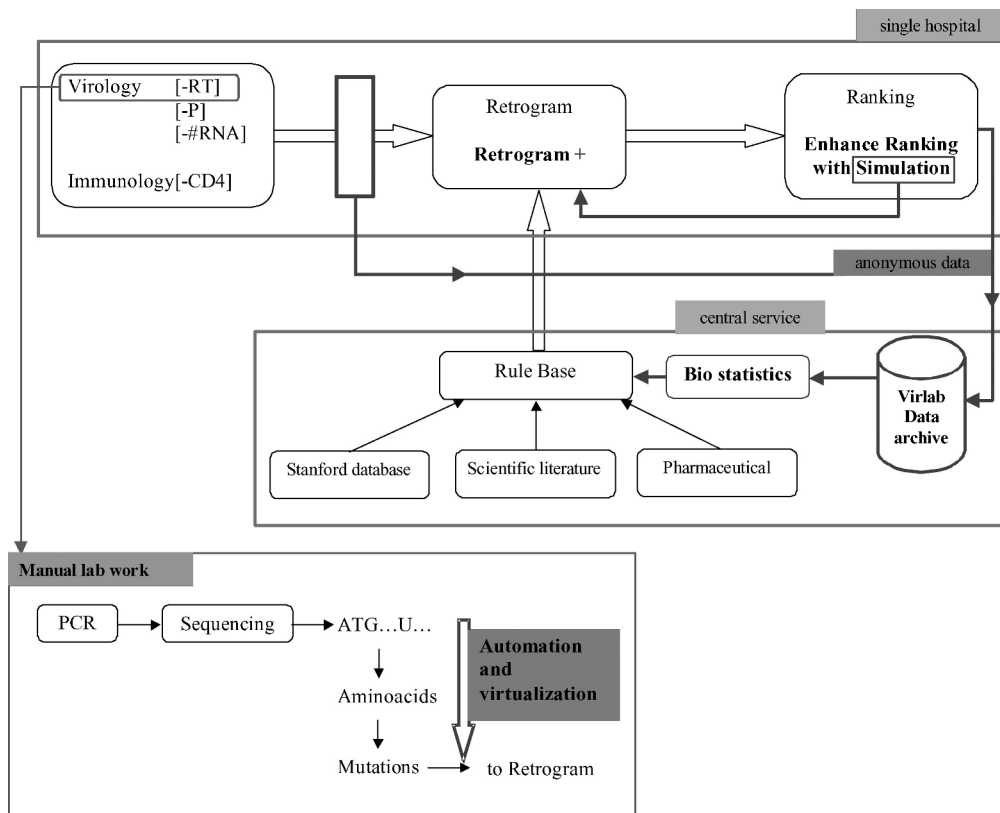 single hospital
Virology [-RT]
[-P]
[-#RNA]
Immunology[-CD4]
Retrogram
Retrogram +
Ranking
Enhance Ranking
with Simulation
anonymous data
central service
Rule Base
Bio statistics
Virlab
Data
archive
Stanford database
Scientific literature
Pharmaceutical
Manual lab work
PCR
Sequencing
ATG...U...
Automation
and
virtualization
Aminoacids
Mutations
to Retrogram